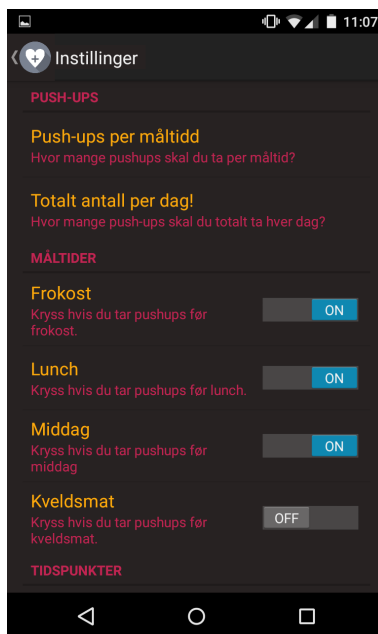 11:07
Instillinger
PUSH-UPS
Push-ups per måltidd
Hvor mange pushups skal du ta per måltid?
Totalt antall per dag!
Hvor mange push-ups skal du totalt ta hver dag?
MÅLTIDER
Frokost
Kryss hvis du tar pushups før
frokost.
ON
Lunch
Kryss hvis du tar pushups før lunch.
ON
Middag
Kryss hvis du tar pushups før
middag
ON
Kveldsmat
Kryss hvis du tar pushups før
kveldsmat.
OFF
TIDSPUNKTER